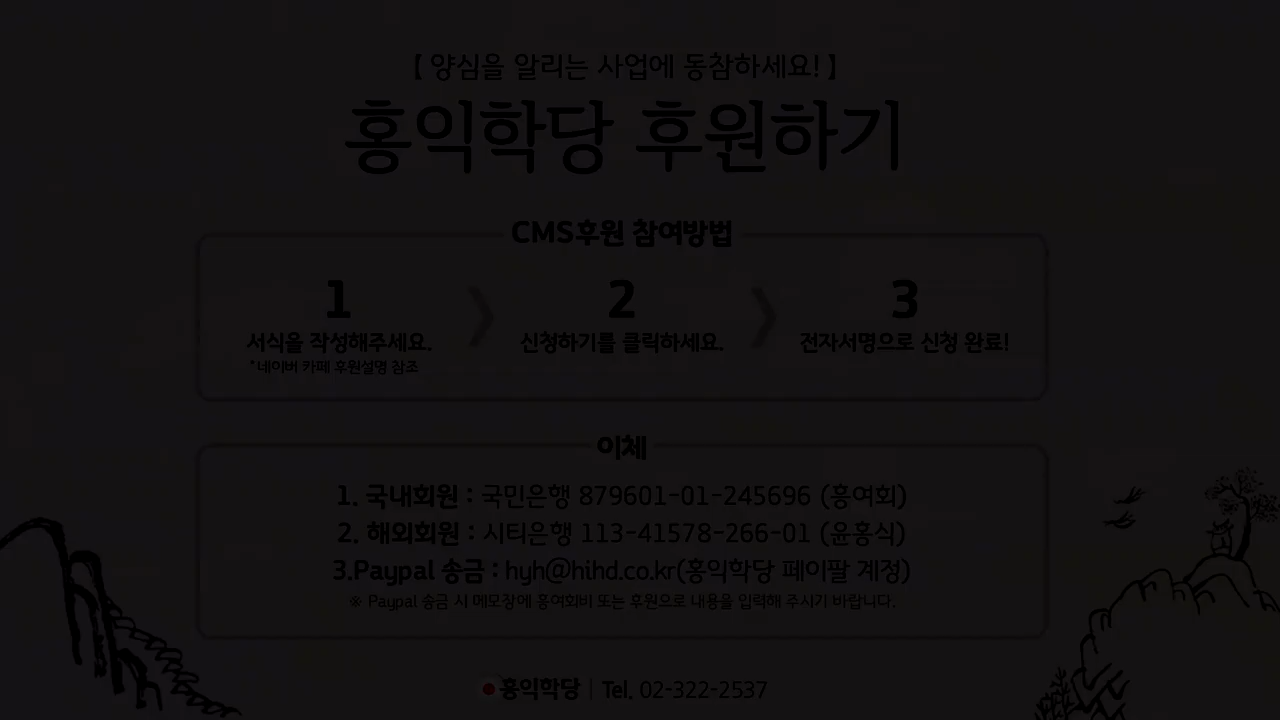 【 양심을 알리는 사업에 동참하세요! 】
홍익학당 후원하기
CMS후원 참여방법
1
서식을 작성해주세요.
*네이버 카페 후원설명 참조
2
신청하기를 클릭하세요.
3
전자서명으로 신청 완료!
이체
1. 국내회원 : 국민은행 879601-01-245696 (흥여회)
2. 해외회원 : 시티은행 113-41578-266-01 (윤홍식)
3.Paypal 송금 : hyh@hihd.co.kr(홍익학당 페이팔 계정)
※ Paypal 송금 시 메모장에 흥여회비 또는 후원으로 내용을 입력해 주시기 바랍니다.
홍익학당 | Tel. 02-322-2537